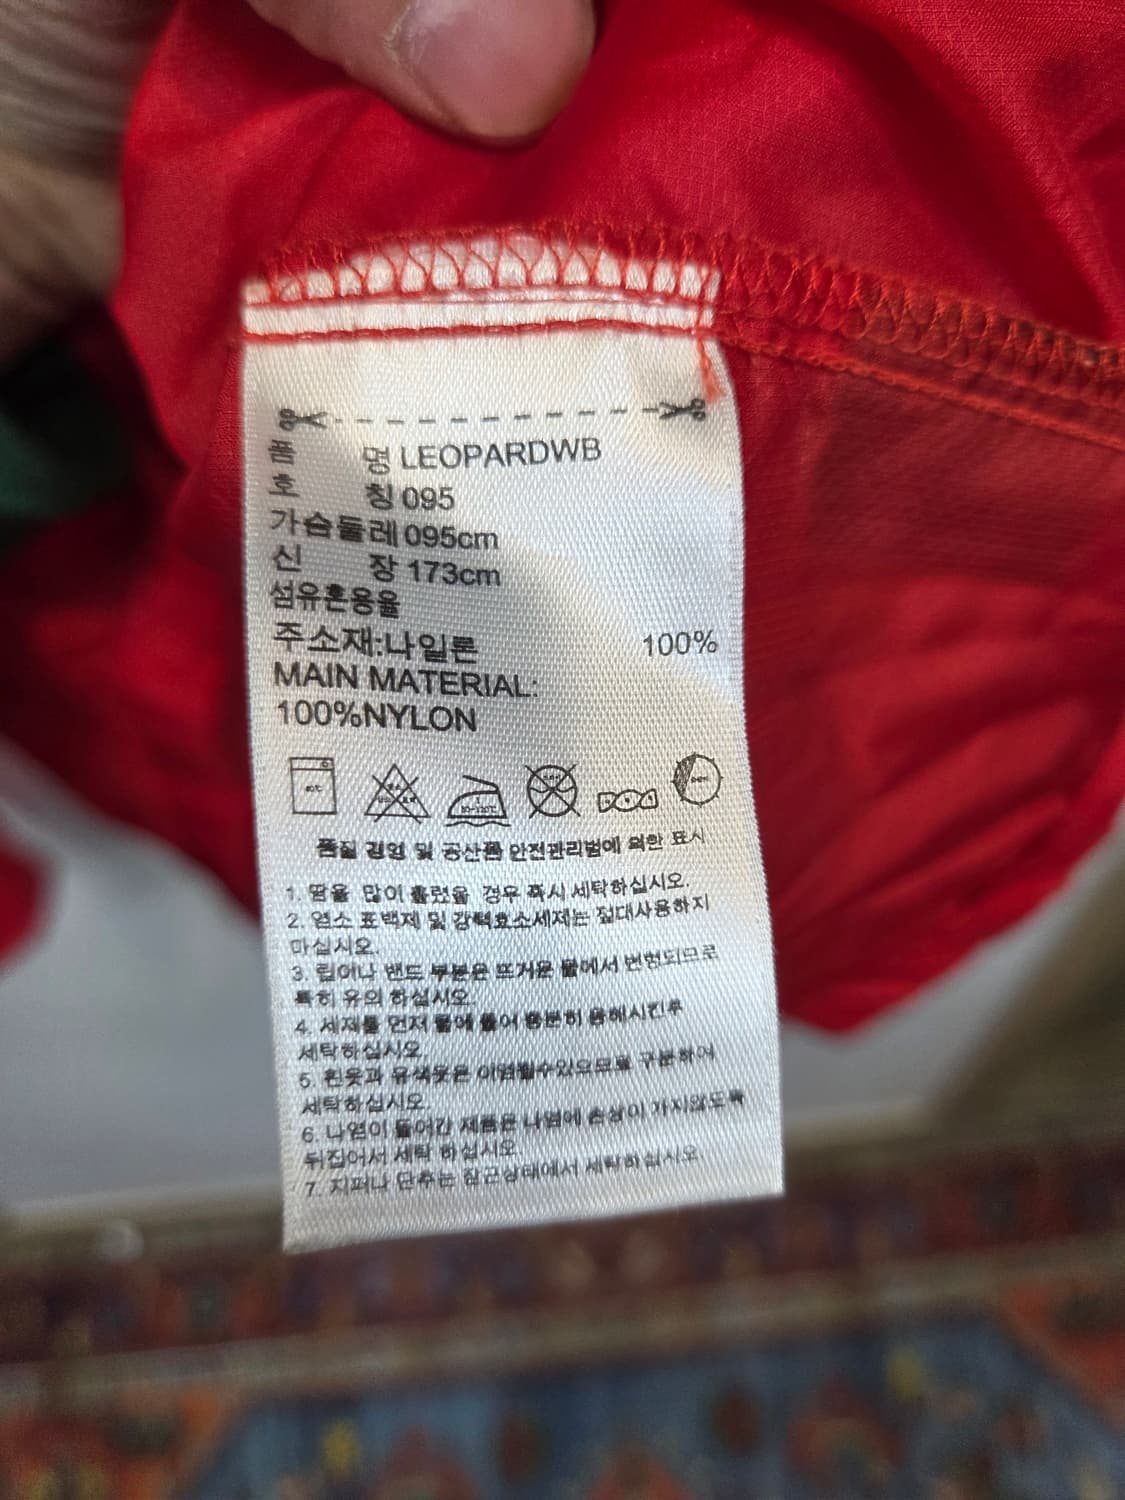 품 명 LEOPARDWB
호 칭 095
가슴둘레 095cm
신 장 173cm
섬유혼용율
주소재:나일론 100%
MAIN MATERIAL:
100%NYLON
품질 경영 및 공산품 안전관리법에 의한 표시
1. 땀을 많이 흘렸을 경우 즉시 세탁하십시오.
2. 염소 표백제 및 강력효소세제는 절대사용하지
마십시오.
3. 립이나 밴드 부분은 뜨거운 물에서 변형되므로
특히 유의 하십시오.
4. 세제를 먼저 물에 풀어 충분히 용해시킨후
세탁하십시오.
5. 흰옷과 유색옷은 이염될수있으므로 구분하여
세탁하십시오.
6. 나염이 들어간 제품은 나염에 손상이 가지않도록
뒤집어서 세탁 하십시오.
7. 지퍼나 단추는 잠근상태에서 세탁하십시오